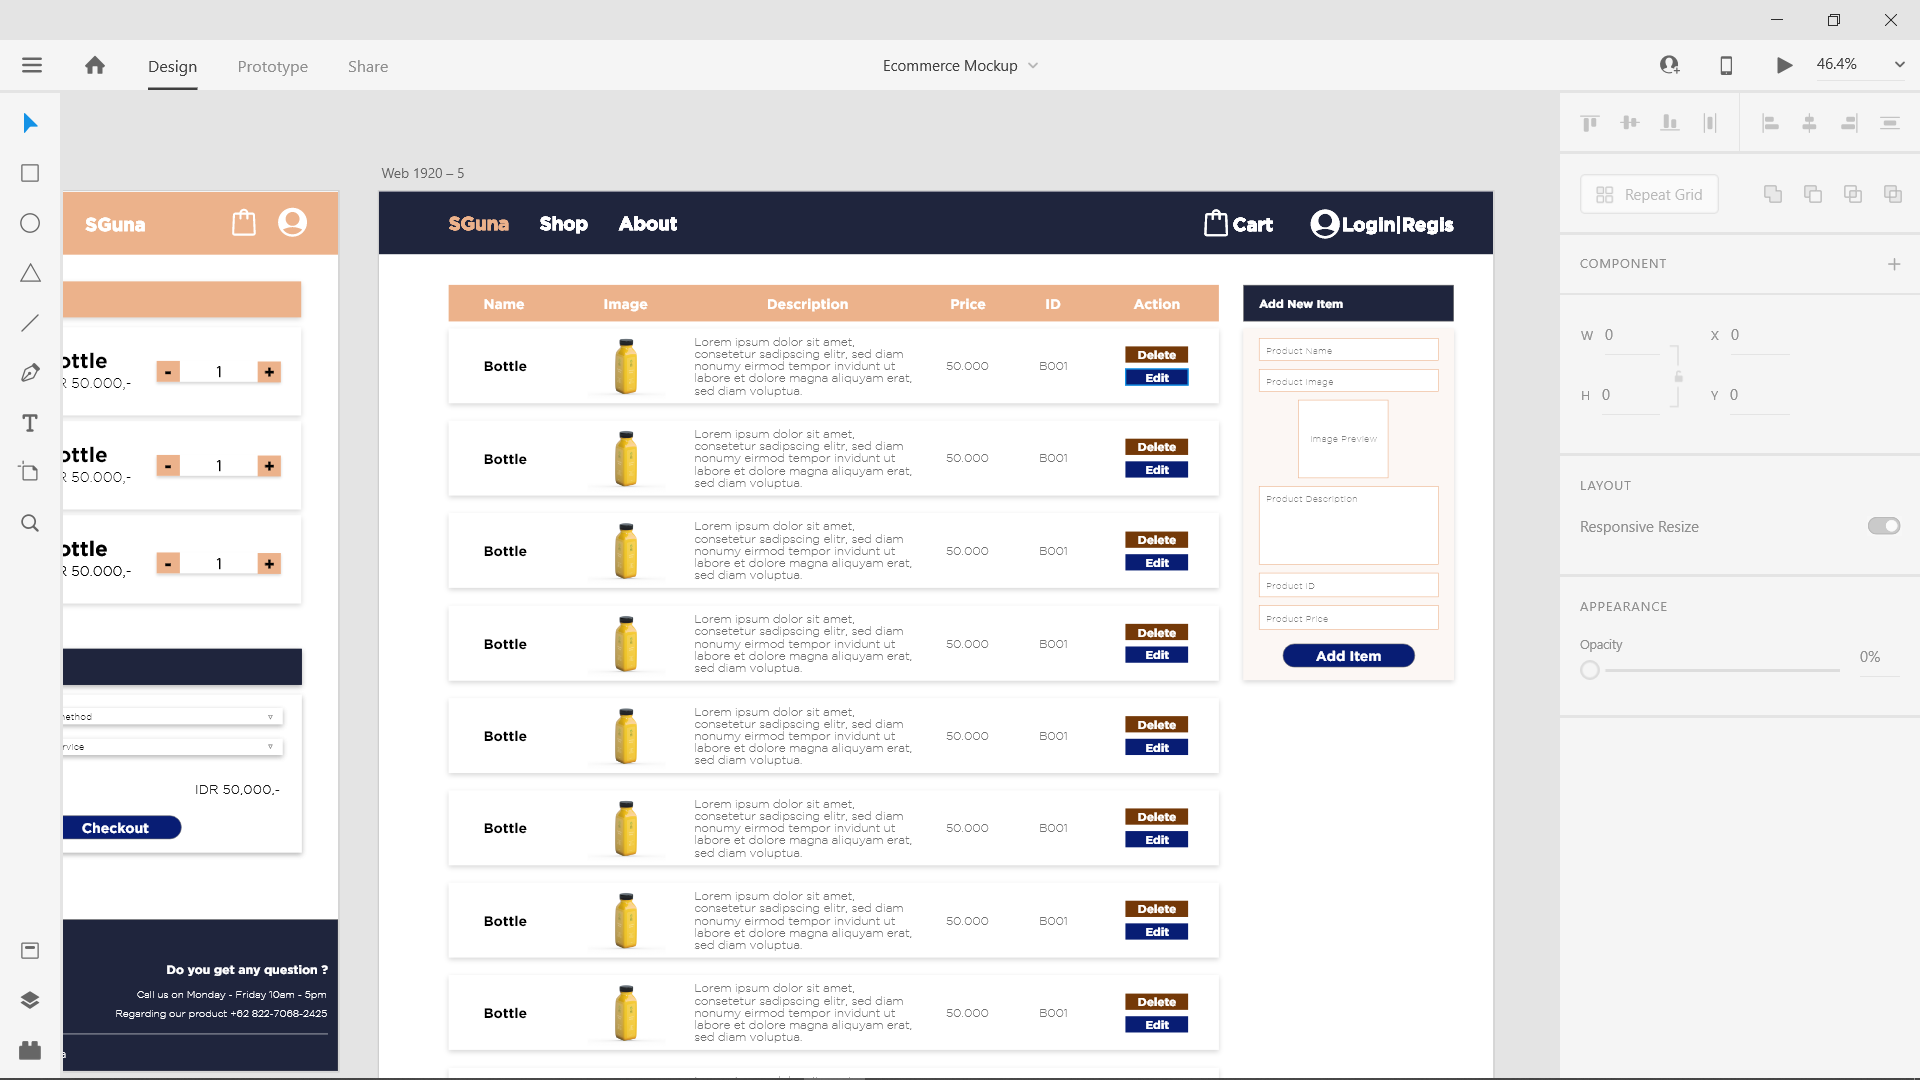 Design
Prototype
Share
Ecommerce Mockup
46.4%
Web 1920 – 5
SGuna
ottle
50.000,-
-
1
+
ottle
50.000,-
-
1
+
ottle
50.000,-
-
1
+
IDR 50,000,-
Checkout
Do you get any question ?
Call us on Monday - Friday 10am - 5pm
Regarding our product +62 822-7068-2425
SGuna
Shop
About
Cart
Login|Regis
Name
Image
Description
Price
ID
Action
Bottle
Lorem ipsum dolor sit amet,
consetetur sadipscing elitr, sed diam
nonumy eirmod tempor invidunt ut
labore et dolore magna aliquyam erat,
sed diam voluptua.
50.000
B001
Delete
Edit
Bottle
Lorem ipsum dolor sit amet,
consetetur sadipscing elitr, sed diam
nonumy eirmod tempor invidunt ut
labore et dolore magna aliquyam erat,
sed diam voluptua.
50.000
B001
Delete
Edit
Bottle
Lorem ipsum dolor sit amet,
consetetur sadipscing elitr, sed diam
nonumy eirmod tempor invidunt ut
labore et dolore magna aliquyam erat,
sed diam voluptua.
50.000
B001
Delete
Edit
Bottle
Lorem ipsum dolor sit amet,
consetetur sadipscing elitr, sed diam
nonumy eirmod tempor invidunt ut
labore et dolore magna aliquyam erat,
sed diam voluptua.
50.000
B001
Delete
Edit
Bottle
Lorem ipsum dolor sit amet,
consetetur sadipscing elitr, sed diam
nonumy eirmod tempor invidunt ut
labore et dolore magna aliquyam erat,
sed diam voluptua.
50.000
B001
Delete
Edit
Bottle
Lorem ipsum dolor sit amet,
consetetur sadipscing elitr, sed diam
nonumy eirmod tempor invidunt ut
labore et dolore magna aliquyam erat,
sed diam voluptua.
50.000
B001
Delete
Edit
Bottle
Lorem ipsum dolor sit amet,
consetetur sadipscing elitr, sed diam
nonumy eirmod tempor invidunt ut
labore et dolore magna aliquyam erat,
sed diam voluptua.
50.000
B001
Delete
Edit
Bottle
Lorem ipsum dolor sit amet,
consetetur sadipscing elitr, sed diam
nonumy eirmod tempor invidunt ut
labore et dolore magna aliquyam erat,
sed diam voluptua.
50.000
B001
Delete
Edit
Add New Item
Product Name
Product Image
Image Preview
Product Description
Product ID
Product Price
Add Item
Repeat Grid
COMPONENT
W 0
X 0
H 0
Y 0
LAYOUT
Responsive Resize
APPEARANCE
Opacity
0%